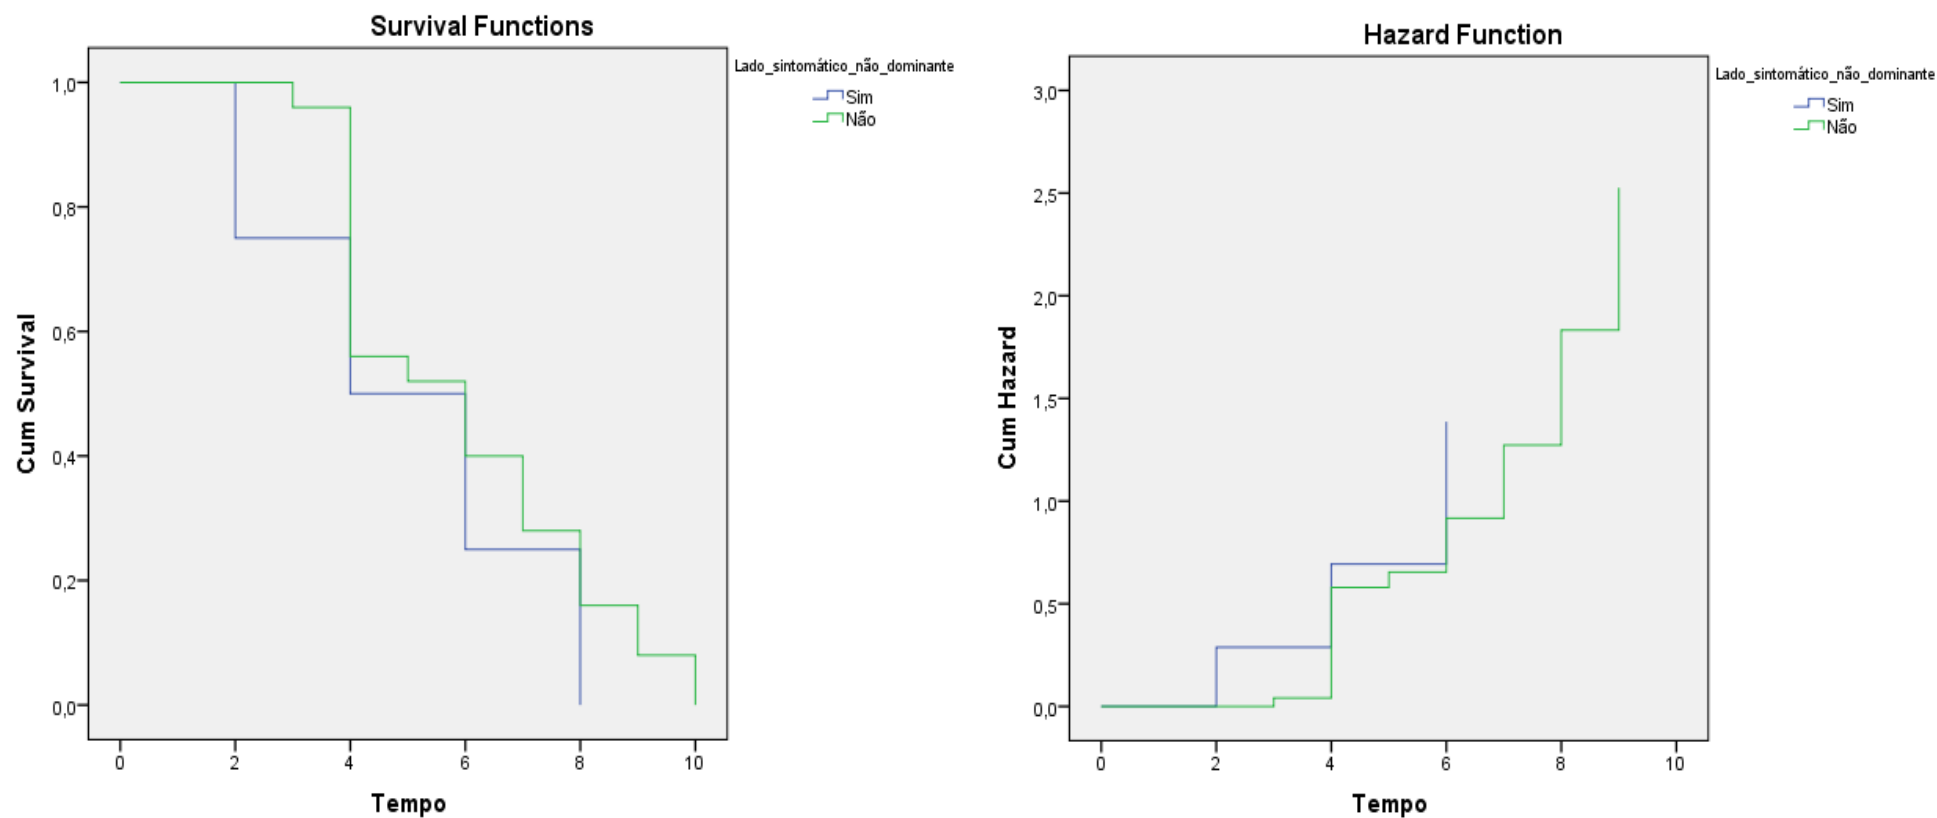 Survival Functions
Lado_sintomático_não_dominante
Sim
Não
1,0
0,8
0,6
0,4
0,2
0,0
Cum Survival
0 2 4 6 8 10
Tempo
Hazard Function
Lado_sintomático_não_dominante
Sim
Não
3,0
2,5
2,0
1,5
1,0
0,5
0,0
Cum Hazard
0 2 4 6 8 10
Tempo